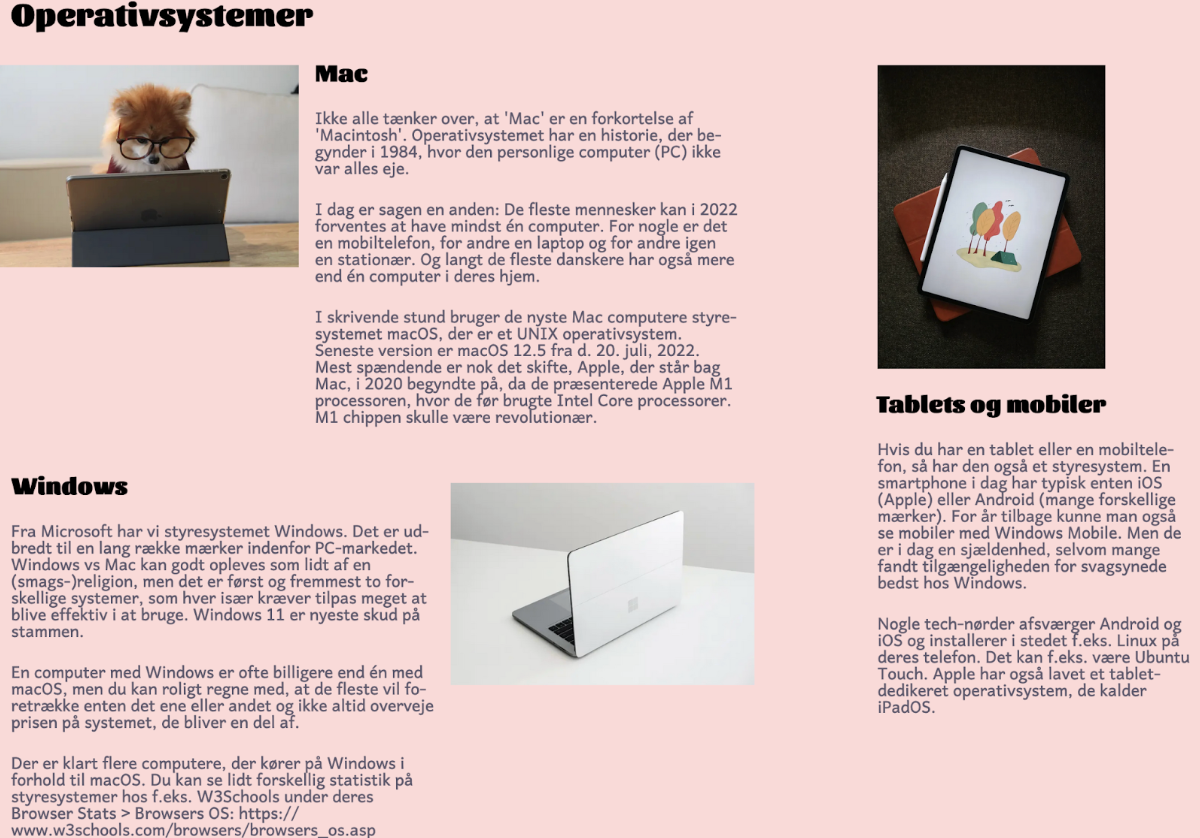 Operativsystemer
Mac
Ikke alle tænker over, at 'Mac' er en forkortelse af
'Macintosh'. Operativsystemet har en historie, der be-
gynder i 1984, hvor den personlige computer (PC) ikke
var alles eje.
I dag er sagen en anden: De fleste mennesker kan i 2022
forventes at have mindst én computer. For nogle er det
en mobiltelefon, for andre en laptop og for andre igen
en stationær. Og langt de fleste danskere har også mere
end én computer i deres hjem.
I skrivende stund bruger de nyste Mac computere styre-
systemet macOS, der er et UNIX operativsystem.
Seneste version er macOS 12.5 fra d. 20. juli, 2022.
Mest spændende er nok det skifte, Apple, der står bag
Mac, i 2020 begyndte på, da de præsenterede Apple M1
processoren, hvor de før brugte Intel Core processorer.
M1 chippen skulle være revolutionær.
Windows
Fra Microsoft har vi styresystemet Windows. Det er ud-
bredt til en lang række mærker indenfor PC-markedet.
Windows vs Mac kan godt opleves som lidt af en
(smags-)religion, men det er først og fremmest to for-
skellige systemer, som hver især kræver tilpas meget at
blive effektiv i at bruge. Windows 11 er nyeste skud på
stammen.
En computer med Windows er ofte billigere end én med
macOS, men du kan roligt regne med, at de fleste vil fo-
retrække enten det ene eller andet og ikke altid overveje
prisen på systemet, de bliver en del af.
Der er klart flere computere, der kører på Windows i
forhold til macOS. Du kan se lidt forskellig statistik på
styresystemer hos f.eks. W3Schools under deres
Browser Stats > Browsers OS: https://
www.w3schools.com/browsers/browsers_os.asp
Tablets og mobiler
Hvis du har en tablet eller en mobiltele-
fon, så har den også et styresystem. En
smartphone i dag har typisk enten iOS
(Apple) eller Android (mange forskellige
mærker). For år tilbage kunne man også
se mobiler med Windows Mobile. Men de
er i dag en sjældenhed, selvom mange
fandt tilgængeligheden for svagsynede
bedst hos Windows.
Nogle tech-nørder afsværger Android og
iOS og installerer i stedet f.eks. Linux på
deres telefon. Det kan f.eks. være Ubuntu
Touch. Apple har også lavet et tablet-
dedikeret operativsystem, de kalder
iPadOS.